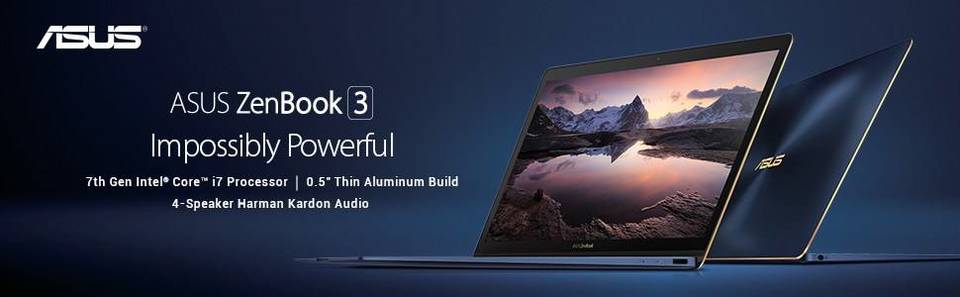 ASUS®
ASUS ZenBook 3
Impossibly Powerful
7th Gen Intel® Core™ i7 Processor | 0.5" Thin Aluminum Build
4-Speaker Harman Kardon Audio
ASUS